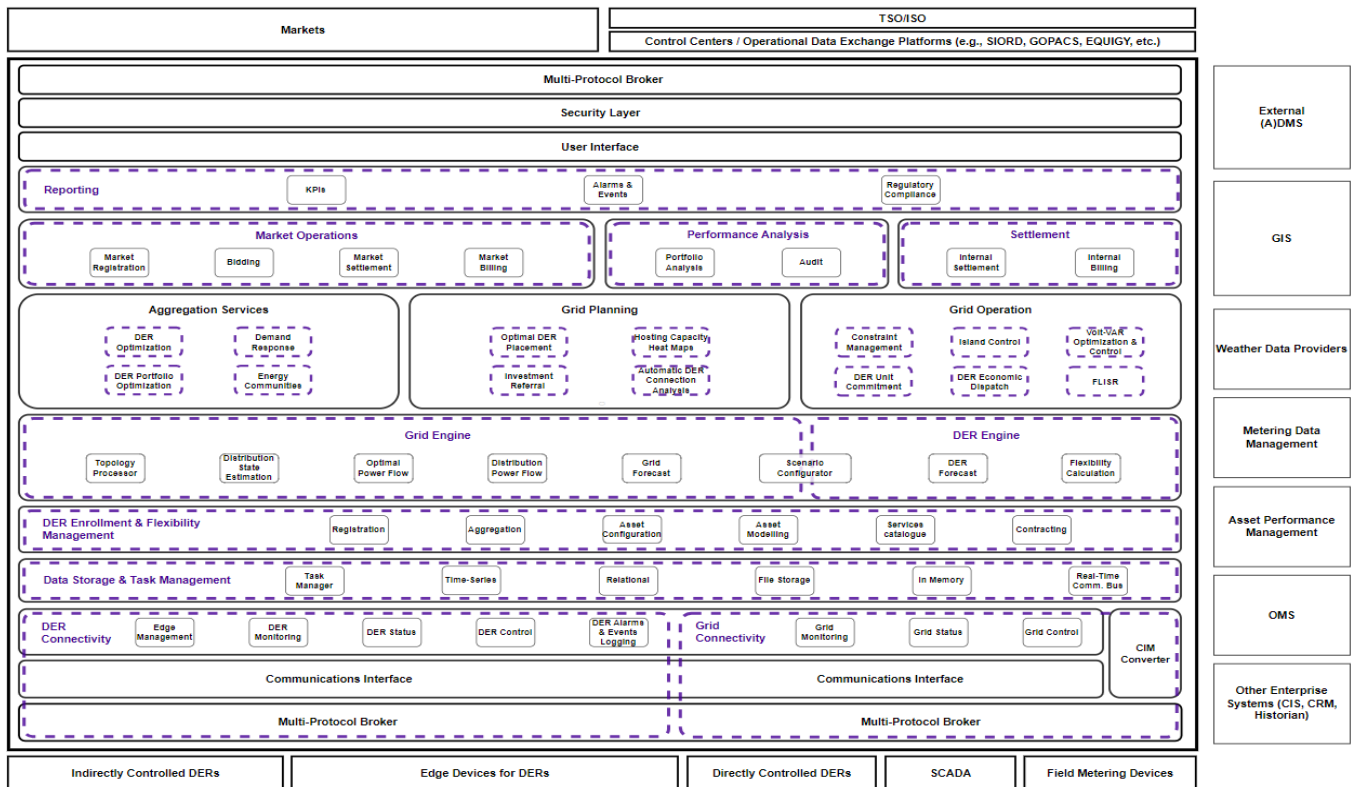 Markets
TSO/ISO
Control Centers / Operational Data Exchange Platforms (e.g., SIORD, GOPACS, EQUIGY, etc.)
Multi-Protocol Broker
Security Layer
User Interface
Reporting
KPIs
Alarms &
Events
Regulatory
Compliance
Market Operations
Market
Registration
Bidding
Market
Settlement
Market
Billing
Performance Analysis
Portfolio
Analysis
Audit
Settlement
Internal
Settlement
Internal
Billing
Aggregation Services
DER
Optimization
Demand
Response
DER Portfolio
Optimization
Energy
Communities
Grid Planning
Optimal DER
Placement
Hosting Capacity
Heat Maps
Investment
Referral
Automatic DER
Connection
Analysis
Grid Operation
Constraint
Management
Island Control
Volt-VAR
Optimization &
Control
DER Unit
Commitment
DER Economic
Dispatch
FLISR
Grid Engine
Topology
Processor
Distribution
State
Estimation
Optimal
Power Flow
Distribution
Power Flow
Grid
Forecast
Scenario
Configurator
DER Engine
DER
Forecast
Flexibility
Calculation
DER Enrollment & Flexibility
Management
Registration
Aggregation
Asset
Configuration
Asset
Modelling
Services
catalogue
Contracting
Data Storage & Task Management
Task
Manager
Time-Series
Relational
File Storage
In Memory
Real-Time
Comm. Bus
DER
Connectivity
Edge
Management
DER
Monitoring
DER Status
DER Control
DER Alarms
& Events
Logging
Grid
Connectivity
Grid
Monitoring
Grid Status
Grid Control
CIM
Converter
Communications Interface
Communications Interface
Multi-Protocol Broker
Multi-Protocol Broker
Indirectly Controlled DERs
Edge Devices for DERs
Directly Controlled DERs
SCADA
Field Metering Devices
External
(A)DMS
GIS
Weather Data Providers
Metering Data
Management
Asset Performance
Management
OMS
Other Enterprise
Systems (CIS, CRM,
Historian)